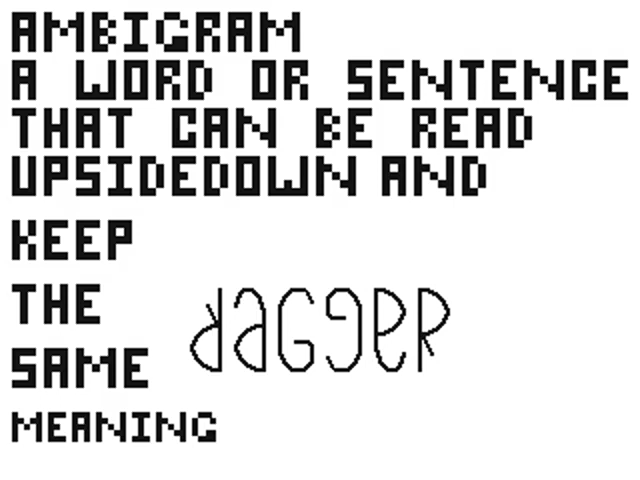 AMBIGRAM
A WORD OR SENTENCE
THAT CAN BE READ
UPSIDEDOWN AND
KEEP
THE
SAME
MEANING
daGGeR